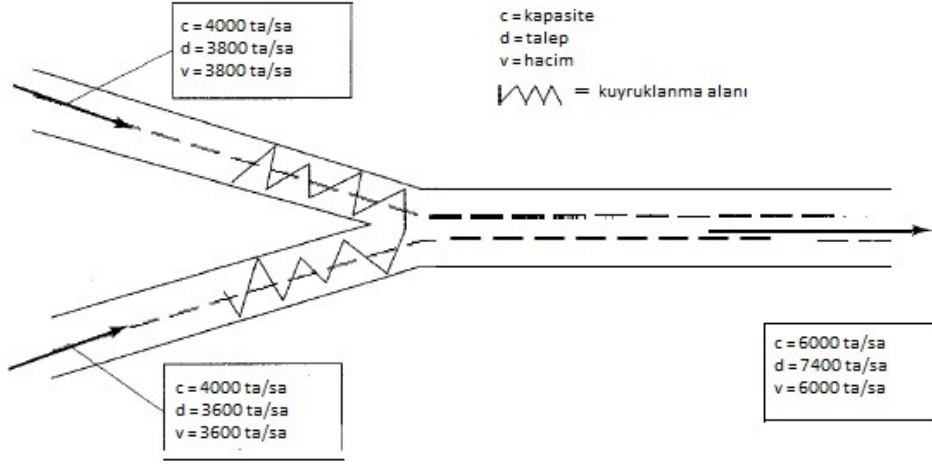 c = 4000 ta/sa
d = 3800 ta/sa
v = 3800 ta/sa
c = kapasite
d = talep
v = hacim
= kuyruklanma alanı
c = 6000 ta/sa
d = 7400 ta/sa
v = 6000 ta/sa
c = 4000 ta/sa
d = 3600 ta/sa
v = 3600 ta/sa